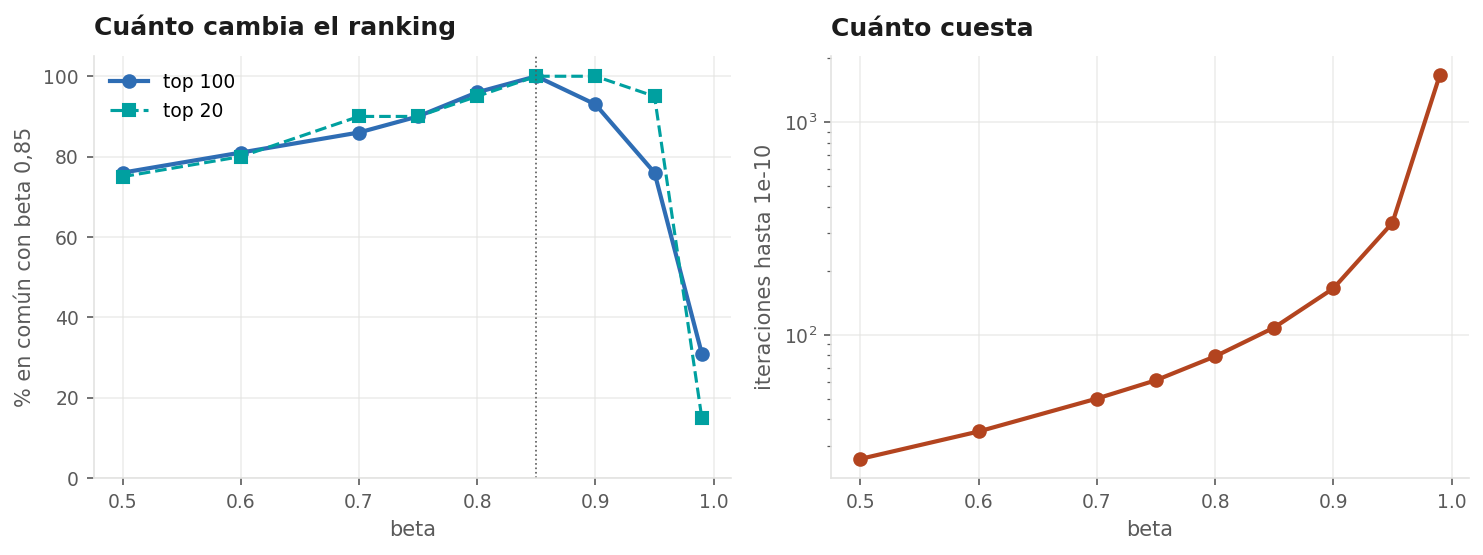 Cuánto cambia el ranking
top 100
top 20
% en común con beta 0,85
100
80
60
40
20
0
0.5 0.6 0.7 0.8 0.9 1.0
beta
Cuánto cuesta
iteraciones hasta 1e-10
10³
10²
0.5 0.6 0.7 0.8 0.9 1.0
beta